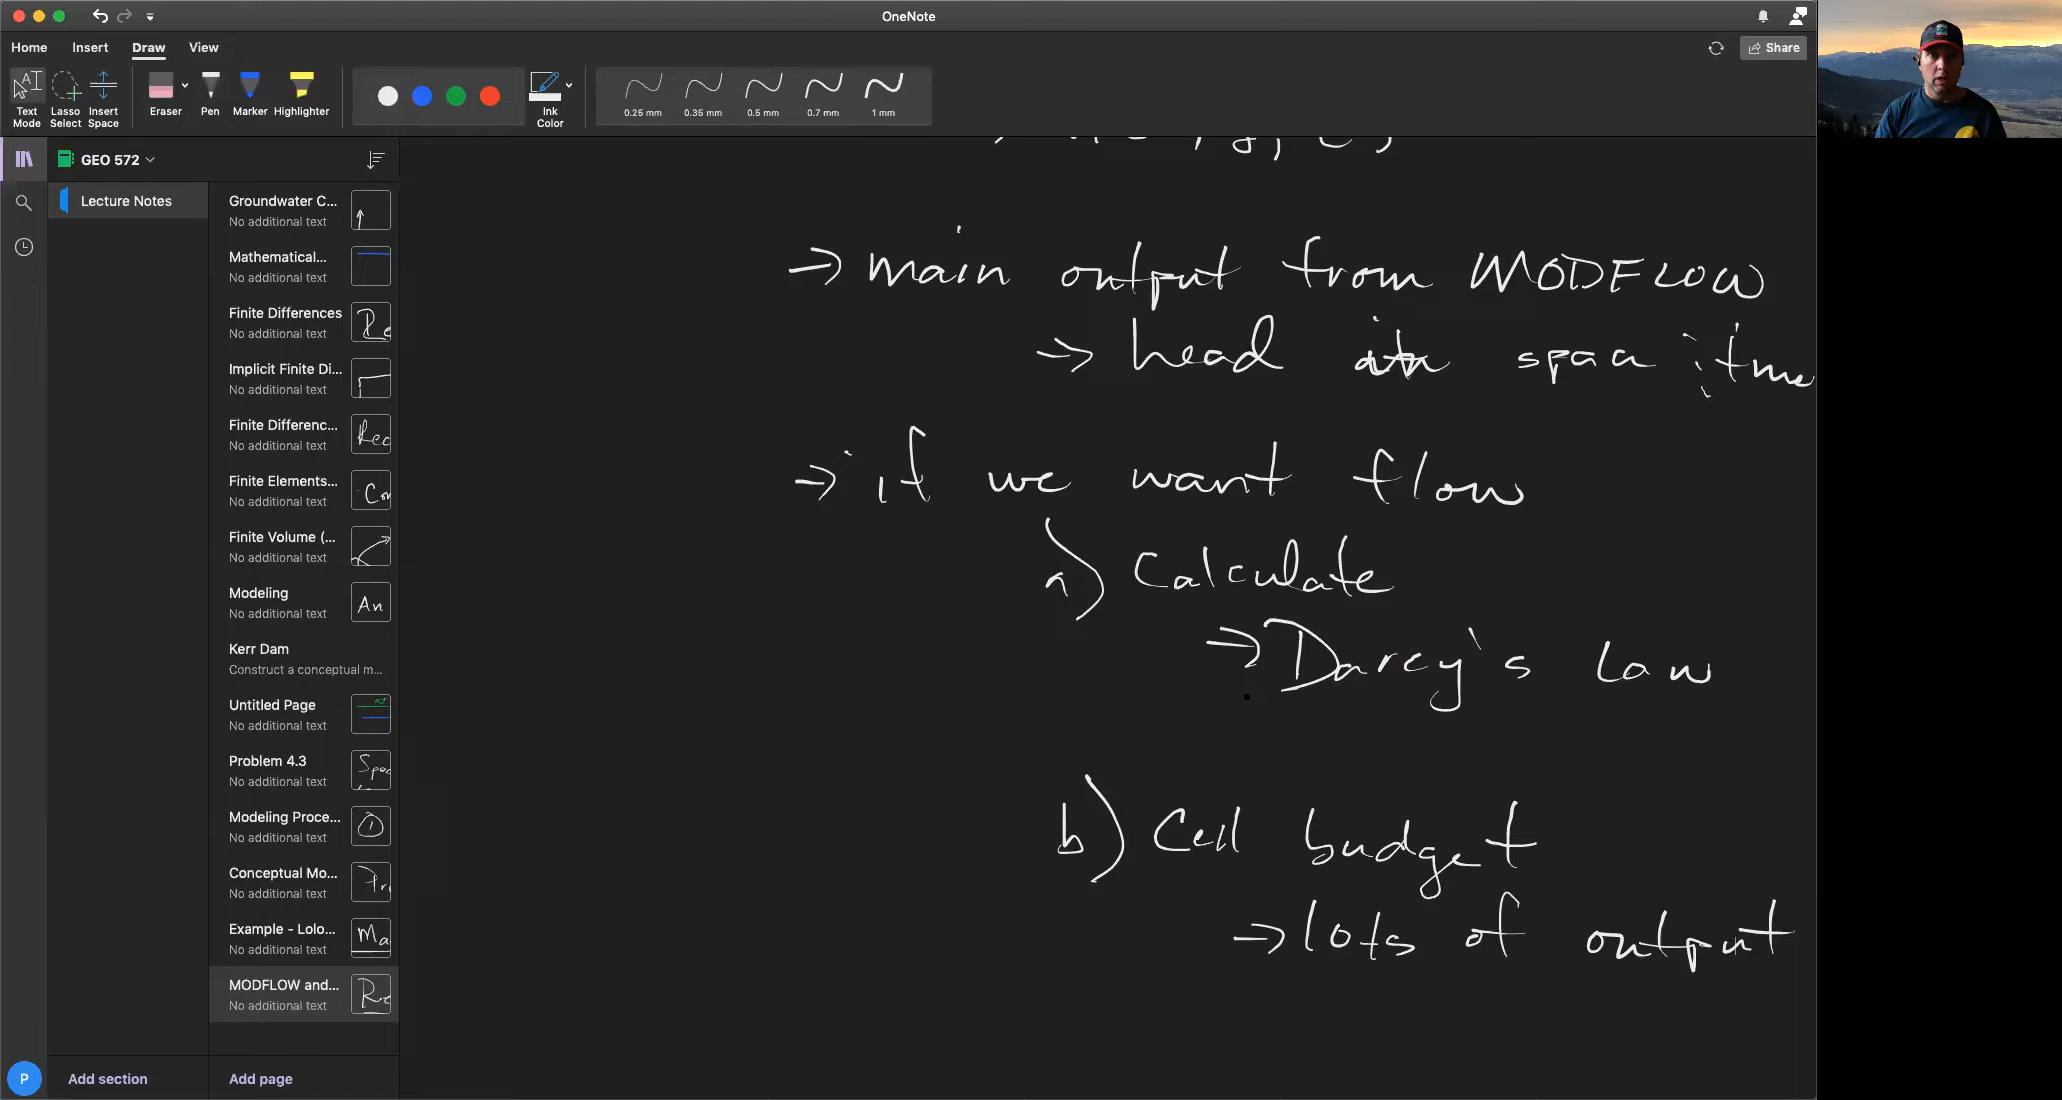 OneNote
Home Insert Draw View
Share
Text Mode
Lasso Select
Insert Space
Eraser
Pen
Marker
Highlighter
Ink Color
0.25 mm
0.35 mm
0.5 mm
0.7 mm
1 mm
GEO 572
Lecture Notes
Groundwater C...
No additional text
Mathematical...
No additional text
Finite Differences
No additional text
Implicit Finite Di...
No additional text
Finite Differenc...
No additional text
Finite Elements...
No additional text
Finite Volume (...
No additional text
Modeling
No additional text
An
Kerr Dam
Construct a conceptual m...
Untitled Page
No additional text
Problem 4.3
No additional text
Modeling Proce...
No additional text
Conceptual Mo...
No additional text
Example - Lolo...
No additional text
Ma
MODFLOW and...
No additional text
P
Add section
Add page
→ main output from MODFLOW
→ head in space : time
→ if we want flow
a) Calculate
→ Darcy's Law
b) Cell budget
→ lots of output